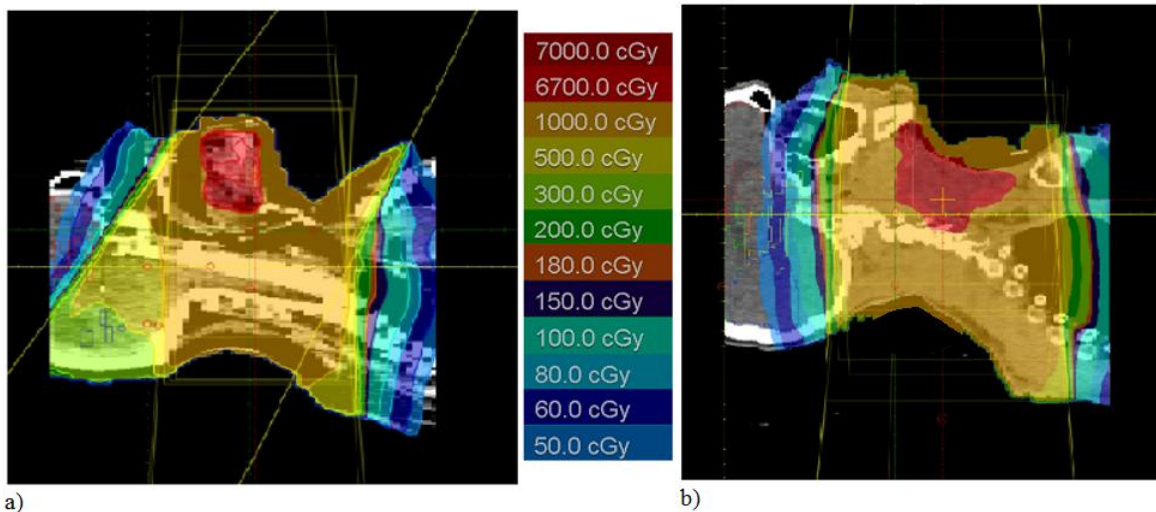 7000.0 cGy
6700.0 cGy
1000.0 cGy
500.0 cGy
300.0 cGy
200.0 cGy
180.0 cGy
150.0 cGy
100.0 cGy
80.0 cGy
60.0 cGy
50.0 cGy
a)
b)